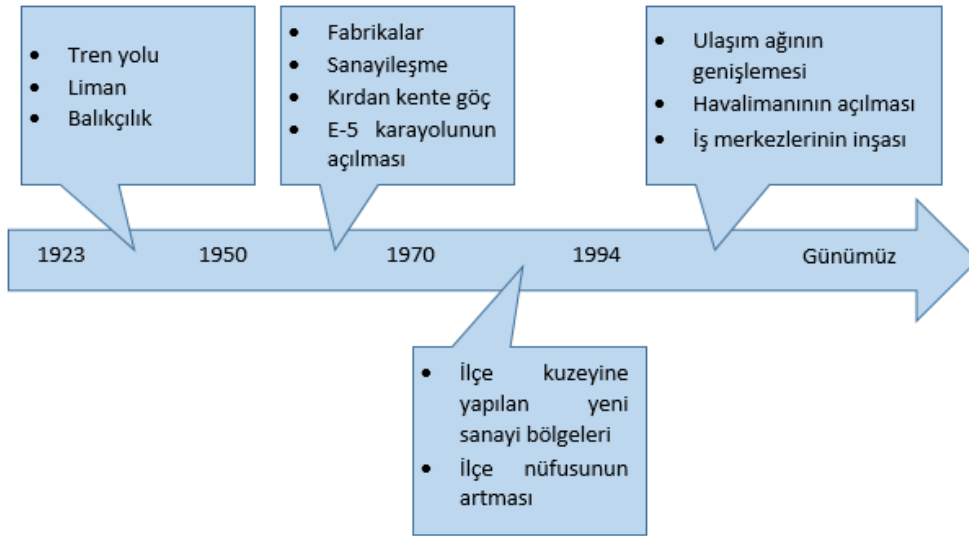 • Tren yolu
• Liman
• Balıkçılık
• Fabrikalar
• Sanayileşme
• Kırdan kente göç
• E-5 karayolunun
açılması
• Ulaşım ağının
genişlemesi
• Havalimanının açılması
• İş merkezlerinin inşası
1923 1950 1970 1994 Günümüz
• İlçe kuzeyine
yapılan yeni
sanayi bölgeleri
• İlçe nüfusunun
artması